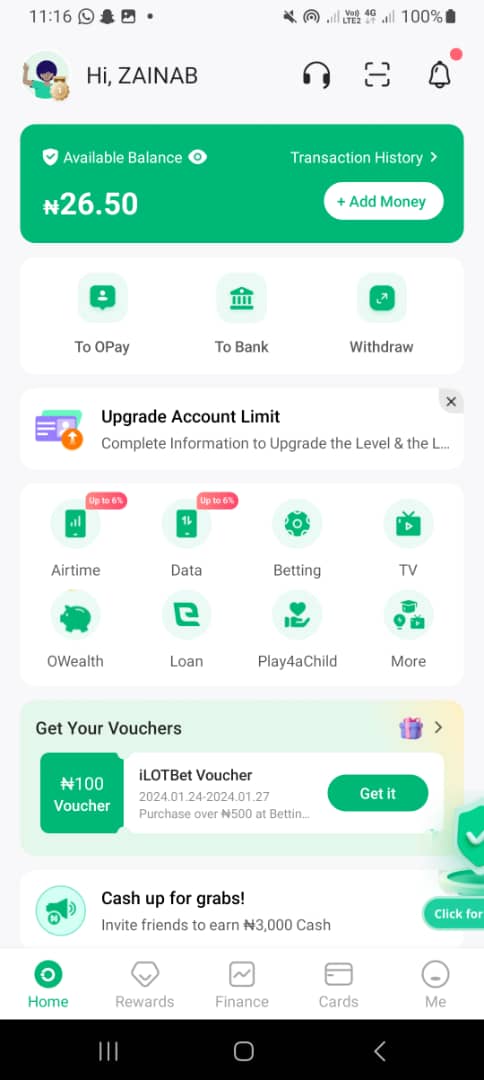 11:16
Vo)) 4G
LTE2
100%
Hi, ZAINAB
Available Balance
Transaction History >
₦26.50
+ Add Money
To OPay
To Bank
Withdraw
Upgrade Account Limit
Complete Information to Upgrade the Level & the L...
Up to 6%
Up to 6%
Airtime
Data
Betting
TV
OWealth
Loan
Play4aChild
More
Get Your Vouchers
₦100
Voucher
iLOTBet Voucher
2024.01.24-2024.01.27
Purchase over ₦500 at Bettin...
Get it
Cash up for grabs!
Invite friends to earn ₦3,000 Cash
Click for
Home
Rewards
Finance
Cards
Me